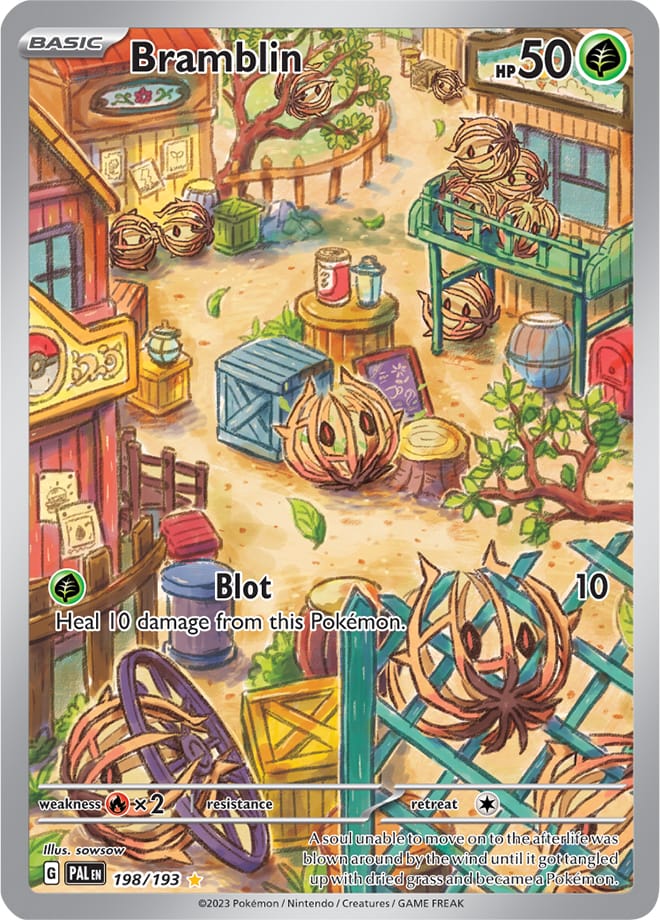 BASIC
Bramblin
HP 50
Blot 10
Heal 10 damage from this Pokémon.
weakness ×2 resistance retreat
Illus. sowsow
A soul unable to move on to the afterlife was
blown around by the wind until it got tangled
up with dried grass and became a Pokémon.
G PAL EN 198/193
©2023 Pokémon / Nintendo / Creatures / GAME FREAK